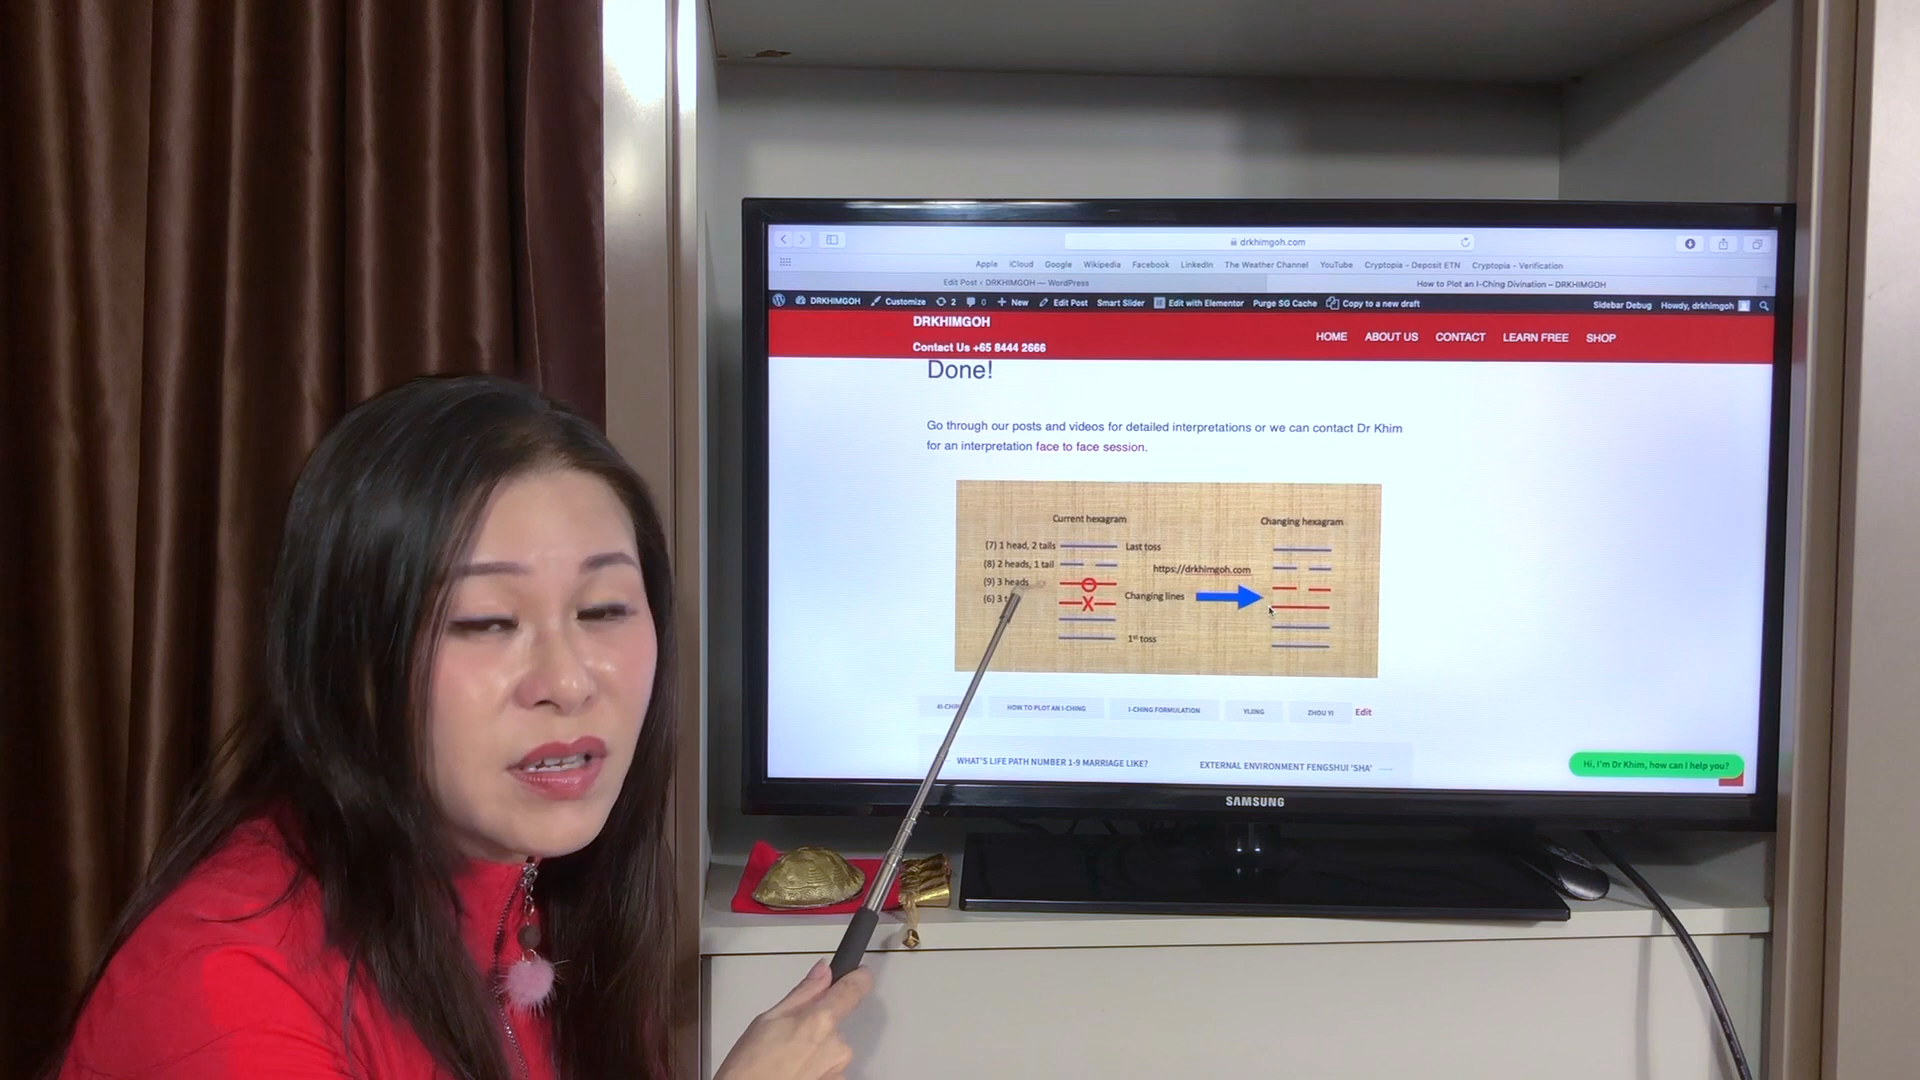 drkhimgoh.com
Apple iCloud Google Wikipedia Facebook LinkedIn The Weather Channel YouTube Cryptopia – Deposit ETN Cryptopia – Verification
Edit Post ‹ DRKHIMGOH — WordPress
How to Plot an I-Ching Divination – DRKHIMGOH
DRKHIMGOH Customize 2 0 New Edit Post Smart Slider Edit with Elementor Purge SG Cache Copy to a new draft Sidebar Debug Howdy, drkhimgoh
DRKHIMGOH
Contact Us +65 8444 2666
HOME ABOUT US CONTACT LEARN FREE SHOP
Done!
Go through our posts and videos for detailed interpretations or we can contact Dr Khim
for an interpretation face to face session.
Current hexagram
Changing hexagram
(7) 1 head, 2 tails
Last toss
(8) 2 heads, 1 tail
https://drkhimgoh.com
(9) 3 heads
(6) 3
Changing lines
1st toss
HOW TO PLOT AN I-CHING
I-CHING FORMULATION
YIJING
ZHOU YI
Edit
WHAT'S LIFE PATH NUMBER 1-9 MARRIAGE LIKE?
EXTERNAL ENVIRONMENT FENGSHUI 'SHA'
Hi, I'm Dr Khim, how can I help you?
SAMSUNG